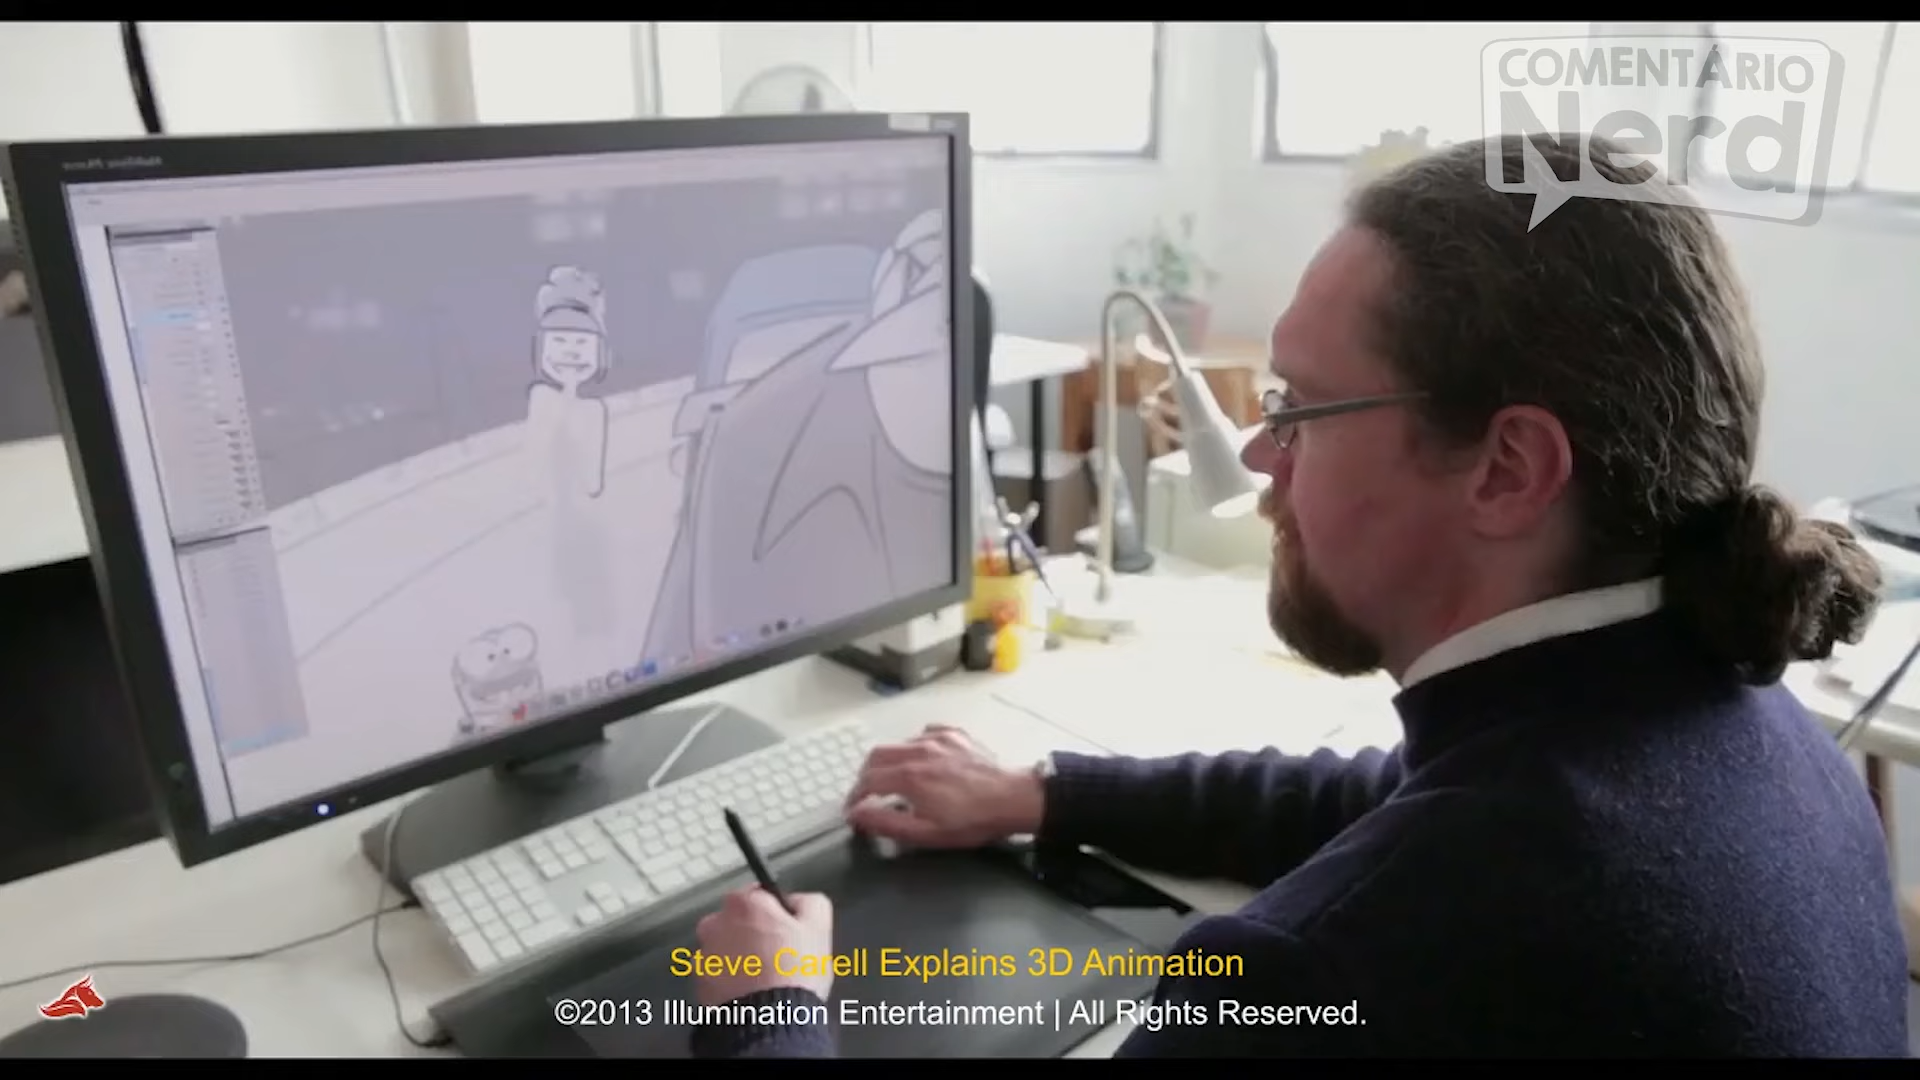 COMENTÁRIO
Nerd
Steve Carell Explains 3D Animation
©2013 Illumination Entertainment | All Rights Reserved.